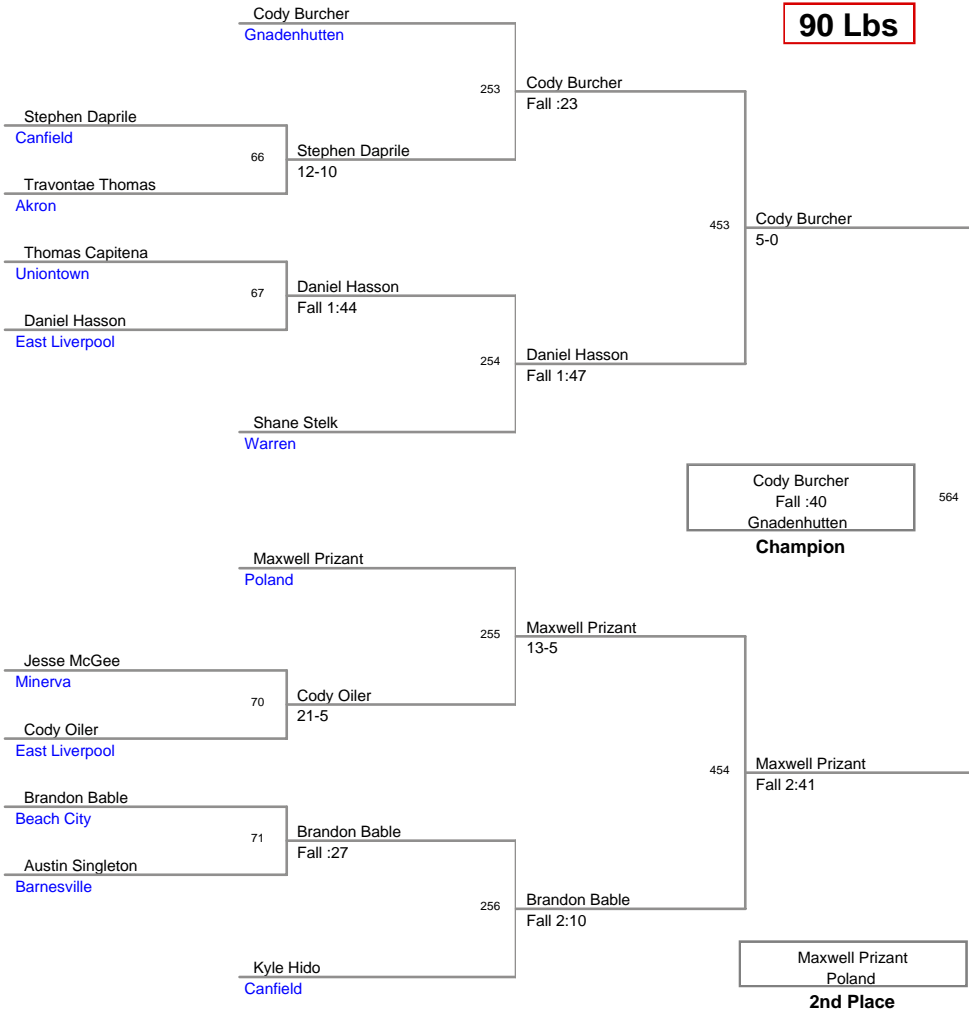 Cody Burcher
Gnadenhutten
90 Lbs
253
Cody Burcher
Fall :23
Stephen Daprile
Canfield
66
Stephen Daprile
12-10
Travontae Thomas
Akron
453
Cody Burcher
5-0
Thomas Capitena
Uniontown
67
Daniel Hasson
Fall 1:44
Daniel Hasson
East Liverpool
254
Daniel Hasson
Fall 1:47
Shane Stelk
Warren
Cody Burcher
Fall :40
Gnadenhutten
564
Champion
Maxwell Prizant
Poland
255
Maxwell Prizant
13-5
Jesse McGee
Minerva
70
Cody Oiler
21-5
Cody Oiler
East Liverpool
454
Maxwell Prizant
Fall 2:41
Brandon Bable
Beach City
71
Brandon Bable
Fall :27
Austin Singleton
Barnesville
256
Brandon Bable
Fall 2:10
Kyle Hido
Canfield
Maxwell Prizant
Poland
2nd Place